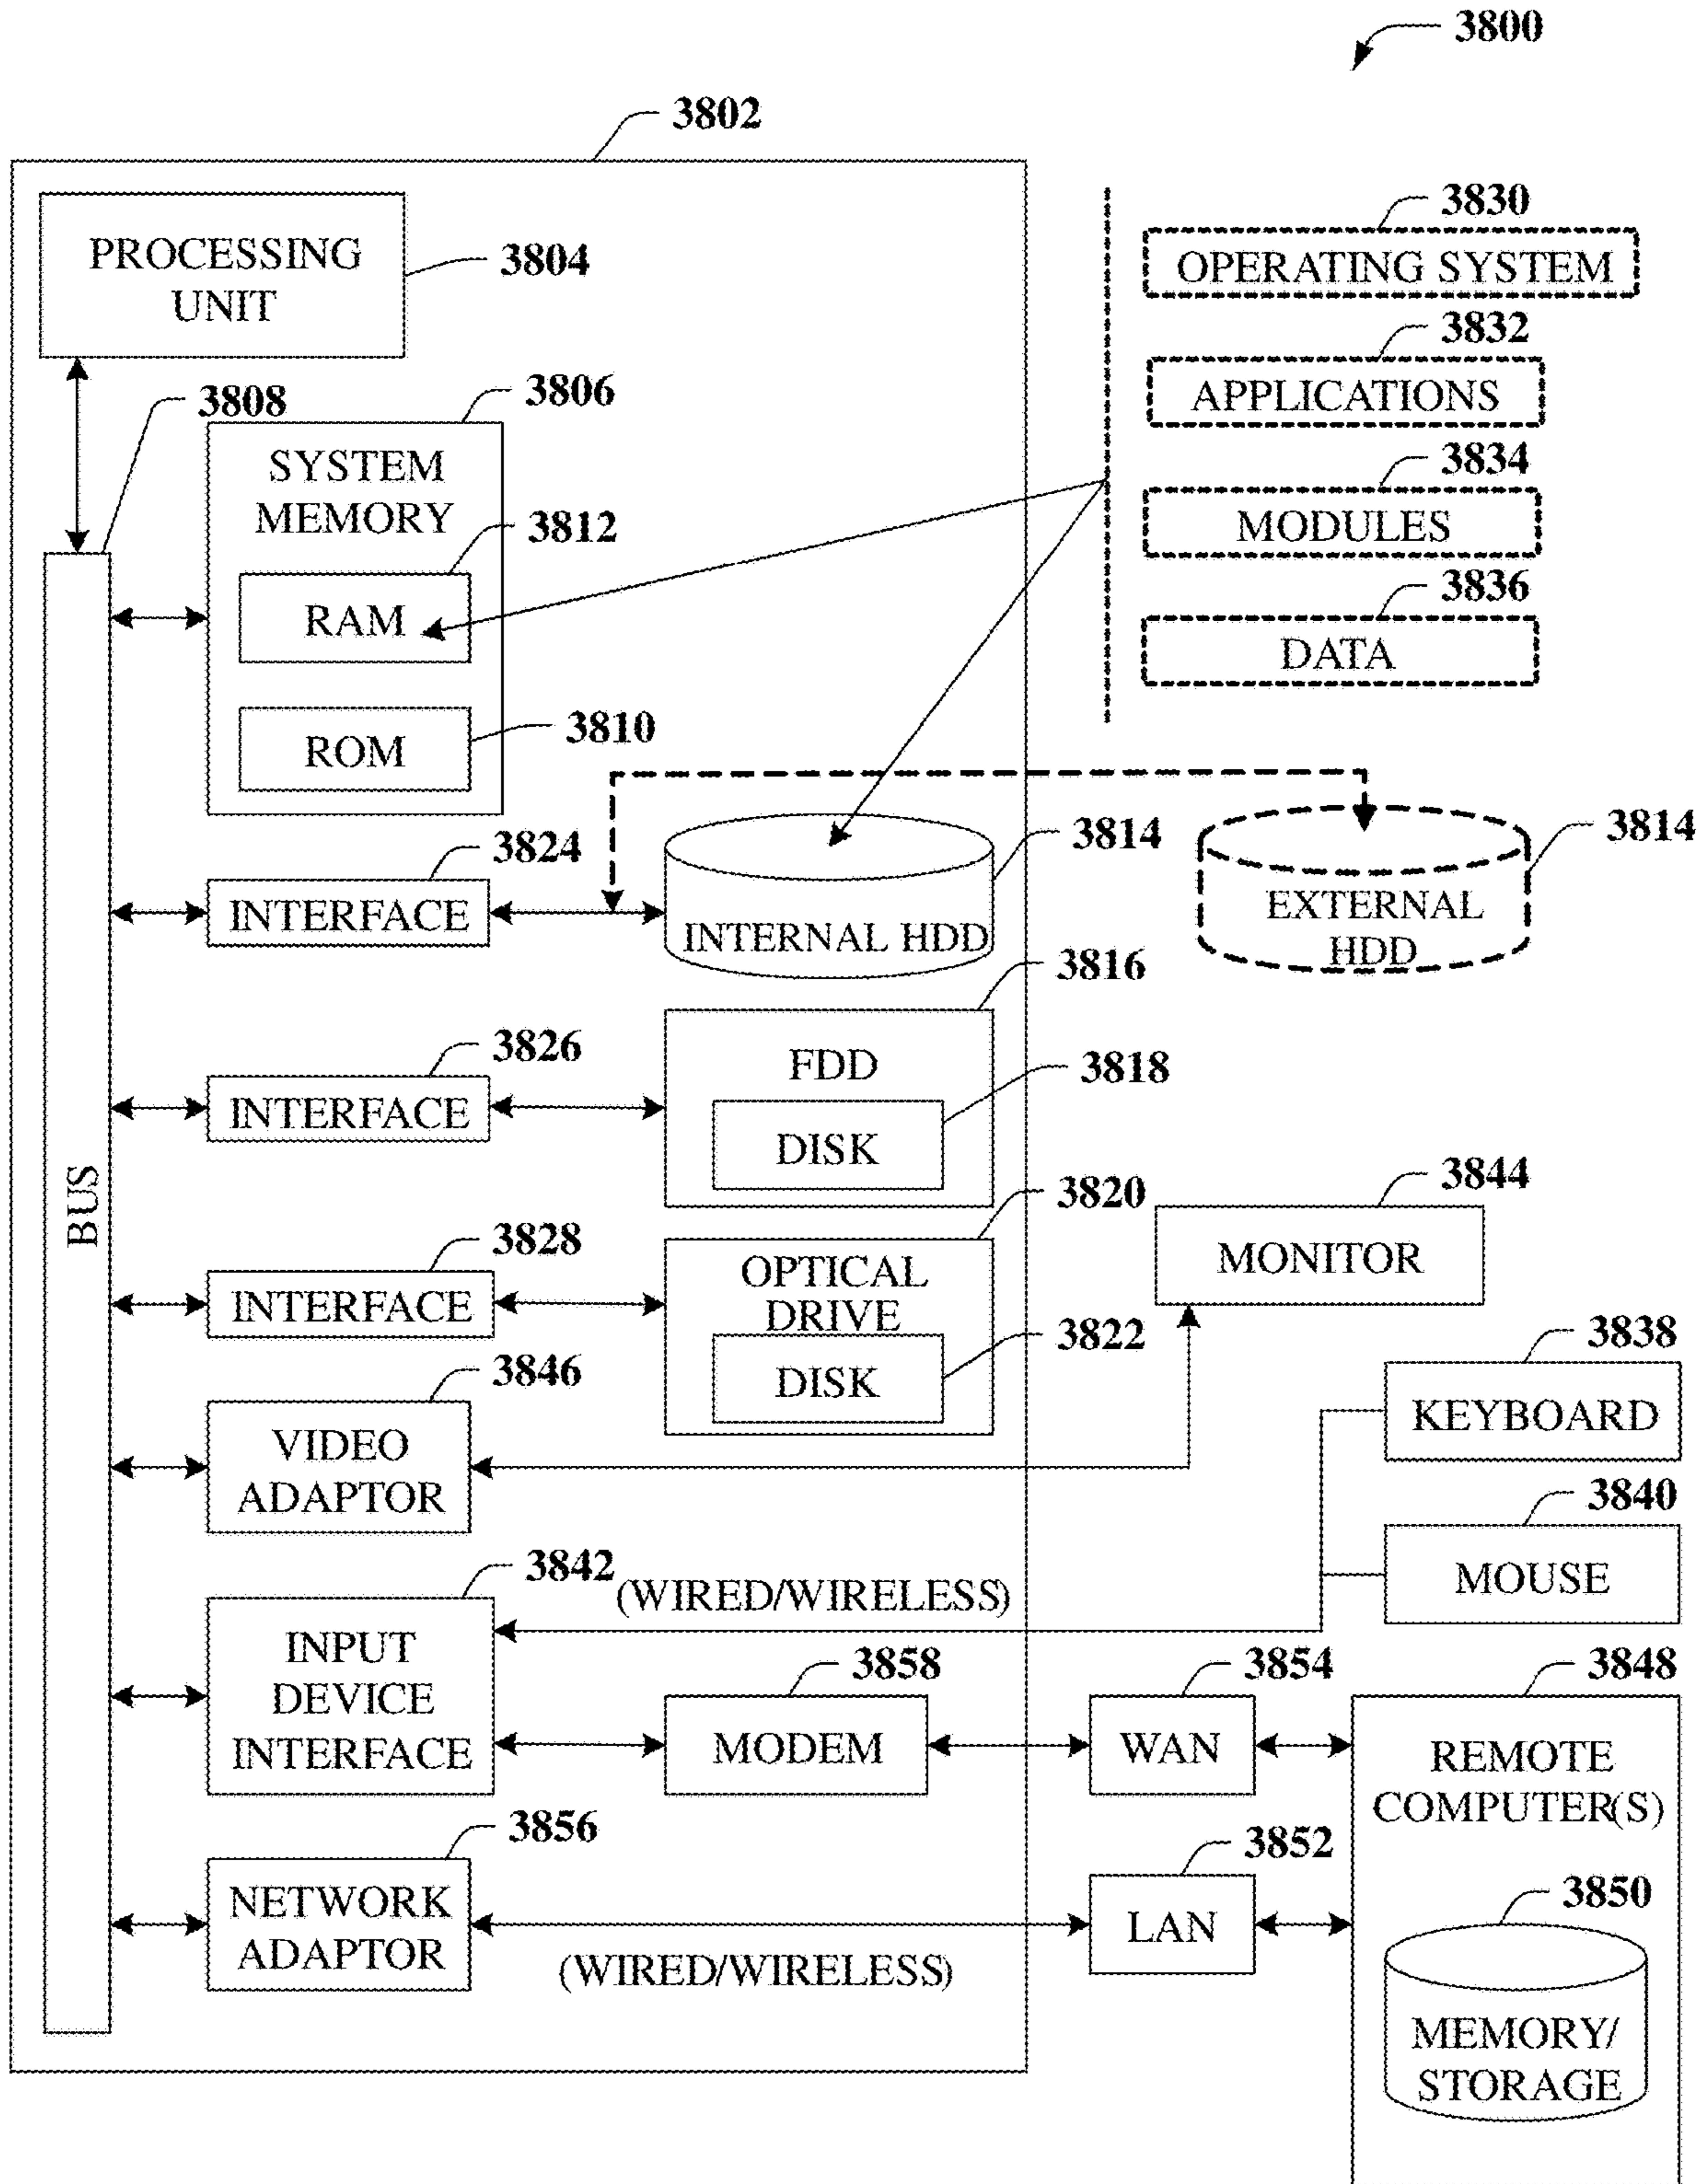 3800
3802
PROCESSING
UNIT
3804
3830
OPERATING SYSTEM
3832
APPLICATIONS
3834
MODULES
3836
DATA
3808
3806
SYSTEM
MEMORY
3812
RAM
3810
ROM
BUS
3824
INTERFACE
3814
INTERNAL HDD
3814
EXTERNAL
HDD
3826
INTERFACE
3816
FDD
3818
DISK
3828
INTERFACE
3820
OPTICAL
DRIVE
3822
DISK
3844
MONITOR
3846
VIDEO
ADAPTOR
3838
KEYBOARD
3840
MOUSE
3842
(WIRED/WIRELESS)
INPUT
DEVICE
INTERFACE
3858
MODEM
3854
WAN
3848
REMOTE
COMPUTER(S)
3856
NETWORK
ADAPTOR
(WIRED/WIRELESS)
3852
LAN
3850
MEMORY/
STORAGE